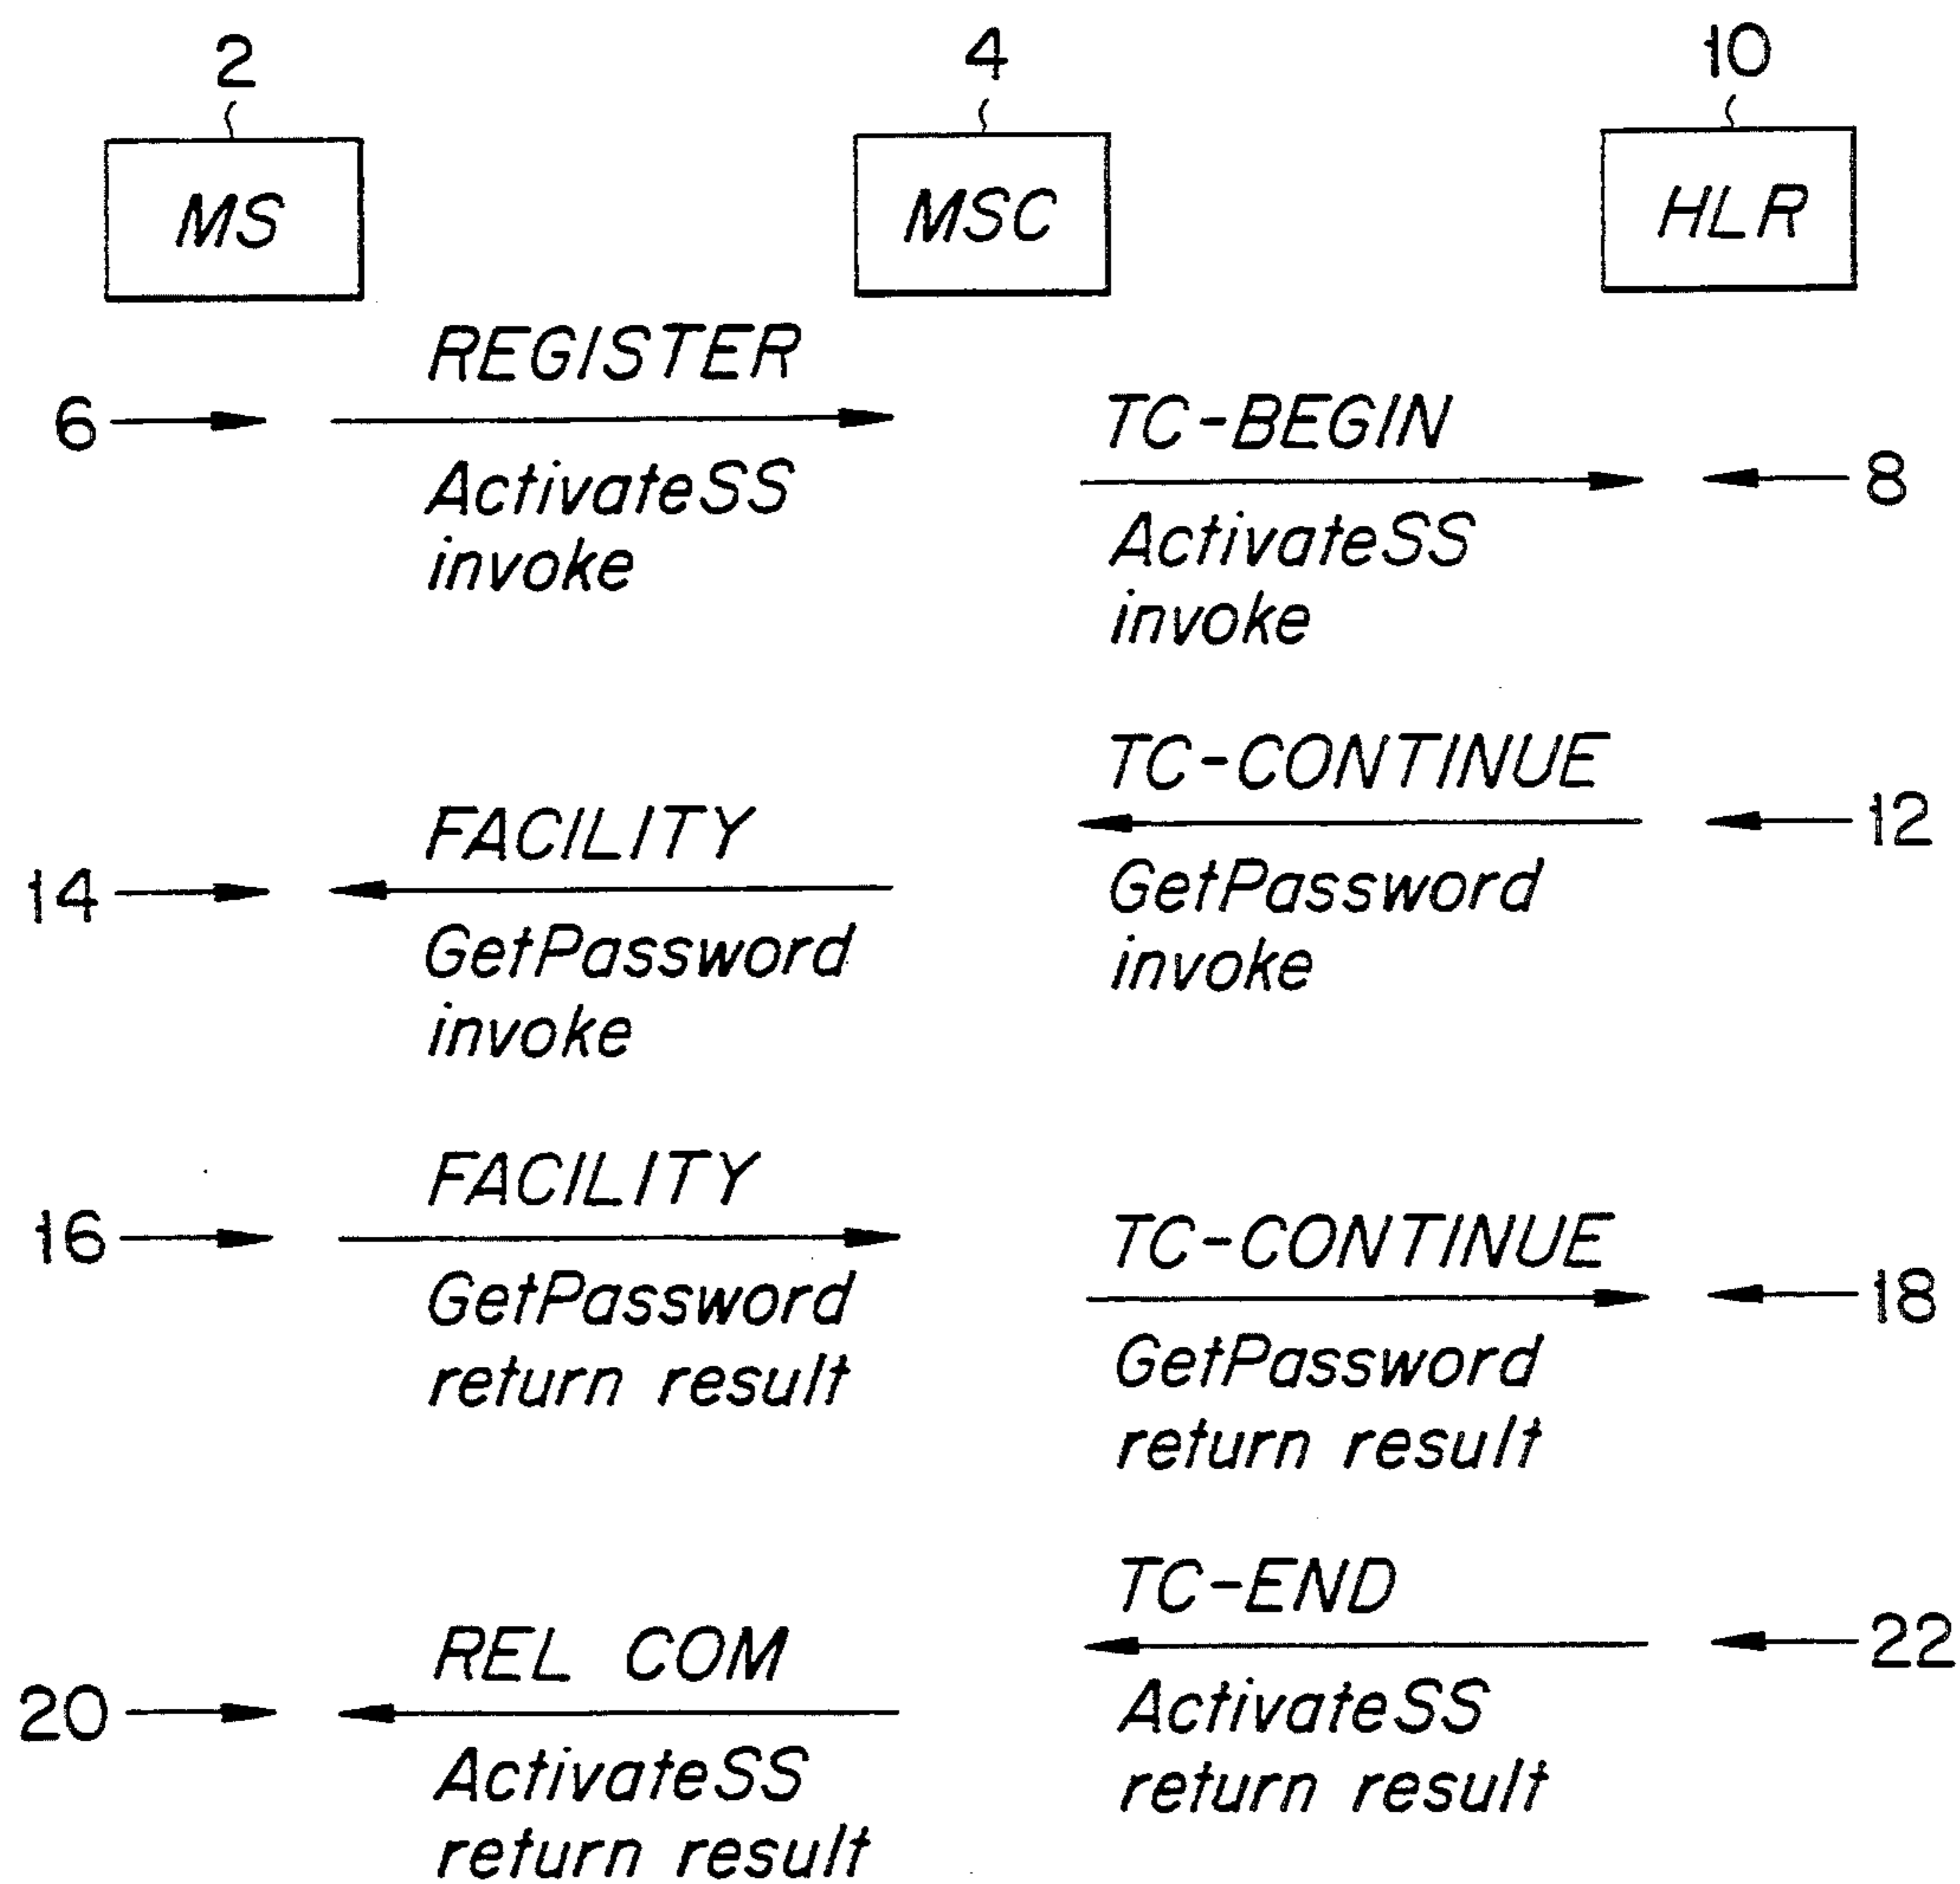 2
4
10
MS
MSC
HLR
REGISTER
6
ActivateSS
invoke
TC-BEGIN
8
ActivateSS
invoke
TC-CONTINUE
12
GetPassword
invoke
FACILITY
14
GetPassword
invoke
FACILITY
16
GetPassword
return result
TC-CONTINUE
18
GetPassword
return result
TC-END
22
ActivateSS
return result
REL COM
20
ActivateSS
return result